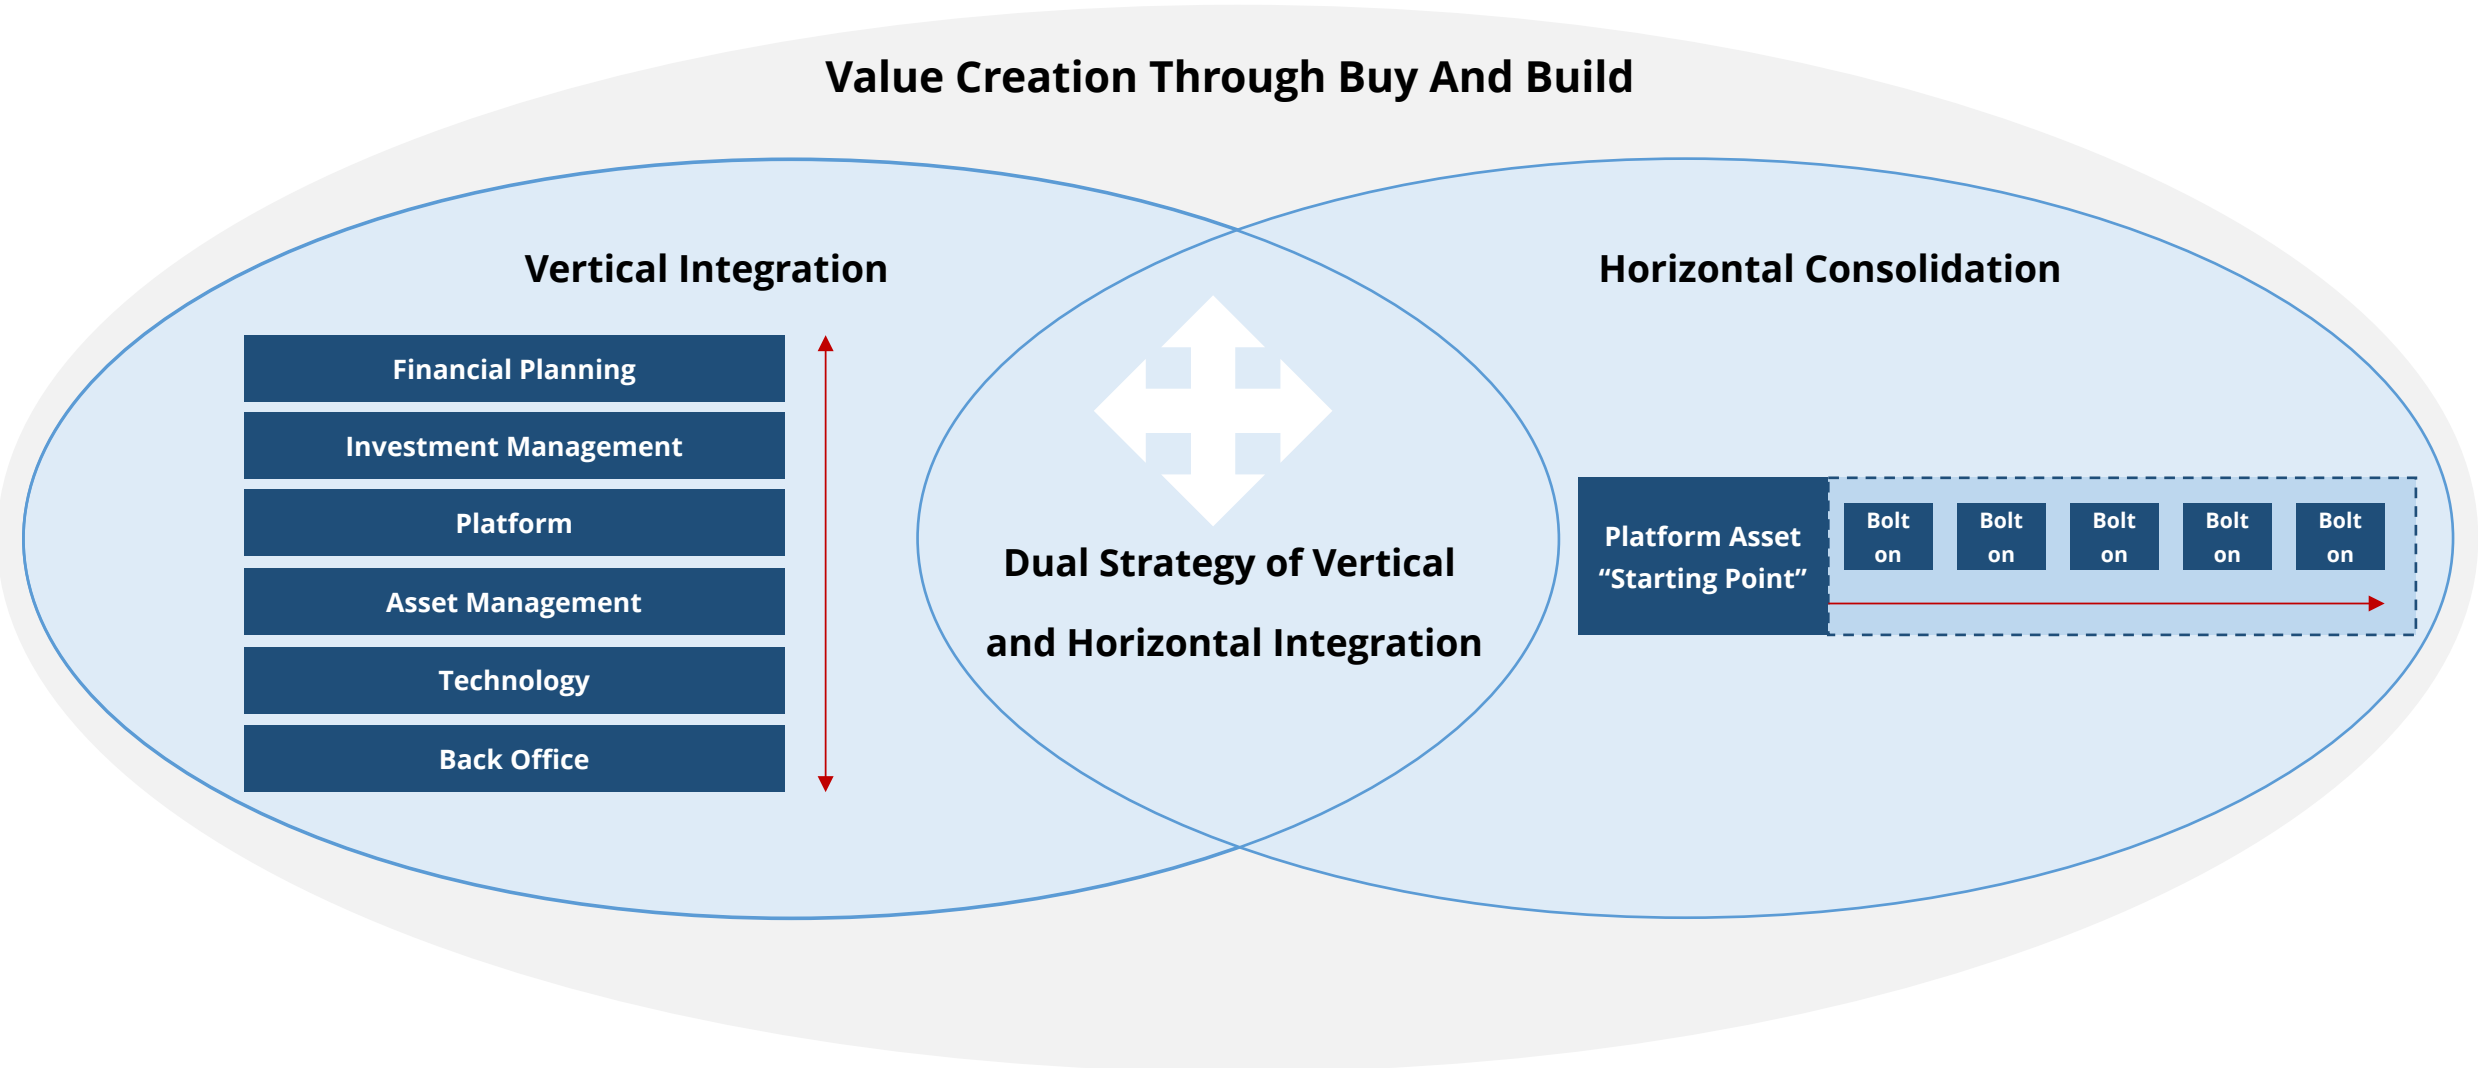 Value Creation Through Buy And Build
Vertical Integration
Financial Planning
Investment Management
Platform
Asset Management
Technology
Back Office
Dual Strategy of Vertical
and Horizontal Integration
Horizontal Consolidation
Platform Asset
“Starting Point”
Bolt
on
Bolt
on
Bolt
on
Bolt
on
Bolt
on